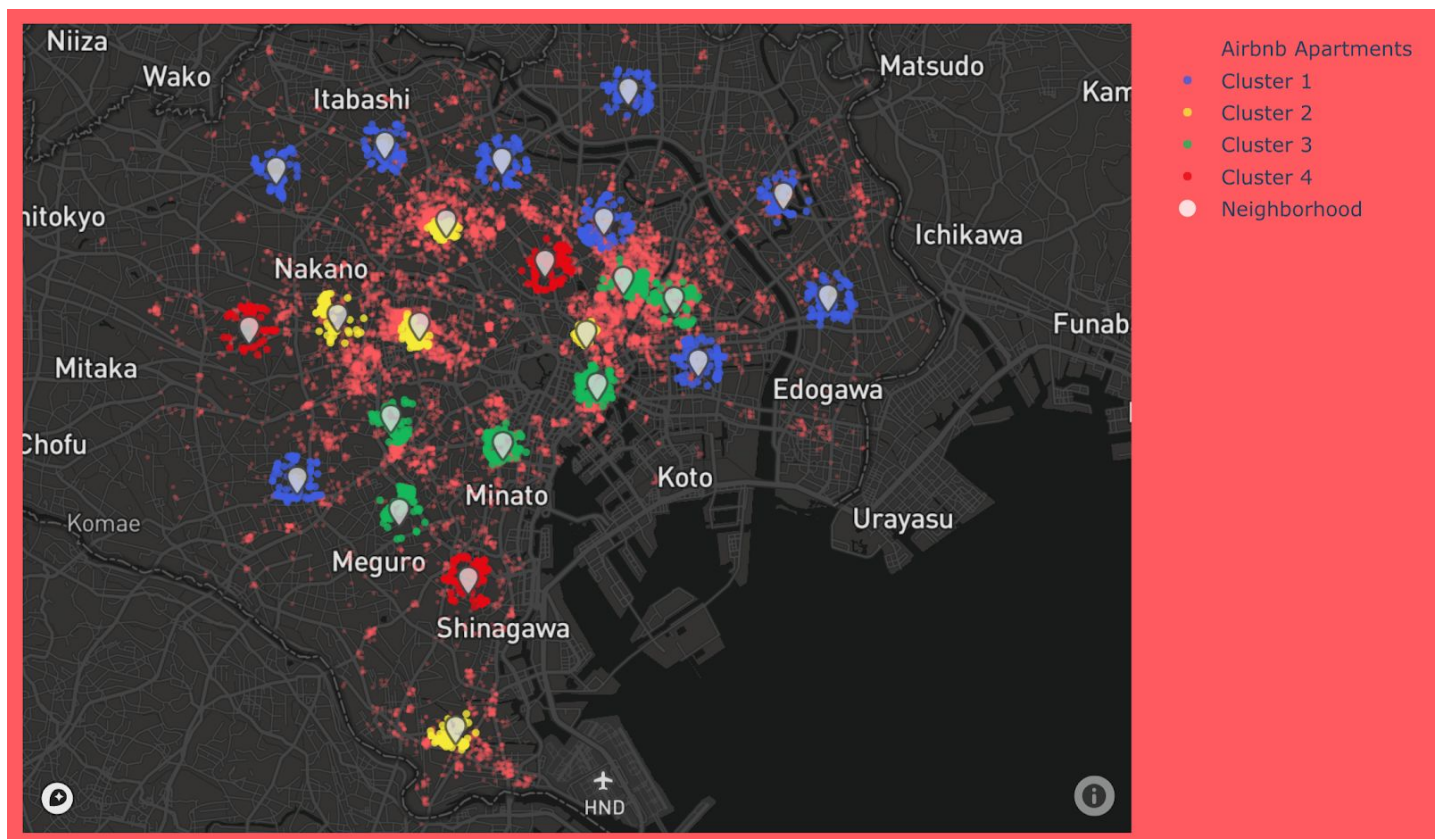 Niiza
Wako
Itabashi
Matsudo
Kam
Airbnb Apartments
Cluster 1
Cluster 2
Cluster 3
Cluster 4
Neighborhood
hitokyo
Nakano
Ichikawa
Funab
Mitaka
Edogawa
Chofu
Minato
Koto
Komae
Urayasu
Meguro
Shinagawa
HND